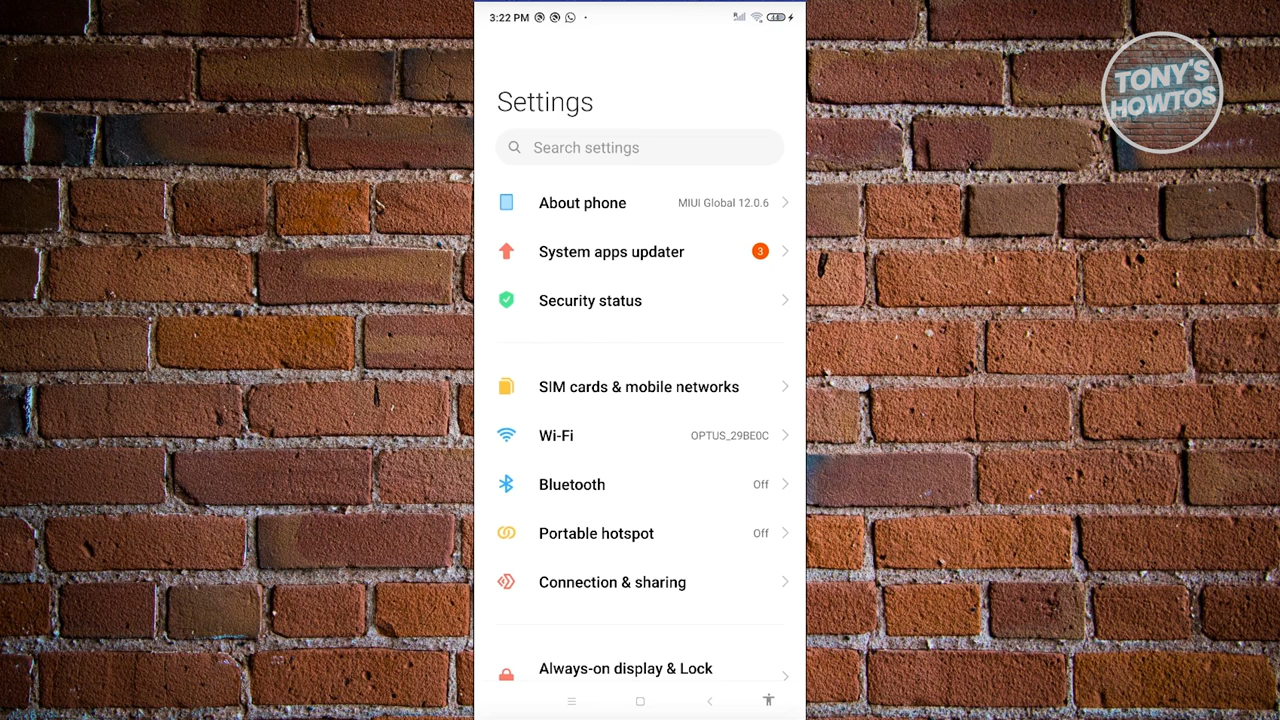 3:22 PM
TONY'S
HOWTOS
Settings
Search settings
About phone MIUI Global 12.0.6
System apps updater 3
Security status
SIM cards & mobile networks
Wi-Fi OPTUS_29BE0C
Bluetooth Off
Portable hotspot Off
Connection & sharing
Always-on display & Lock